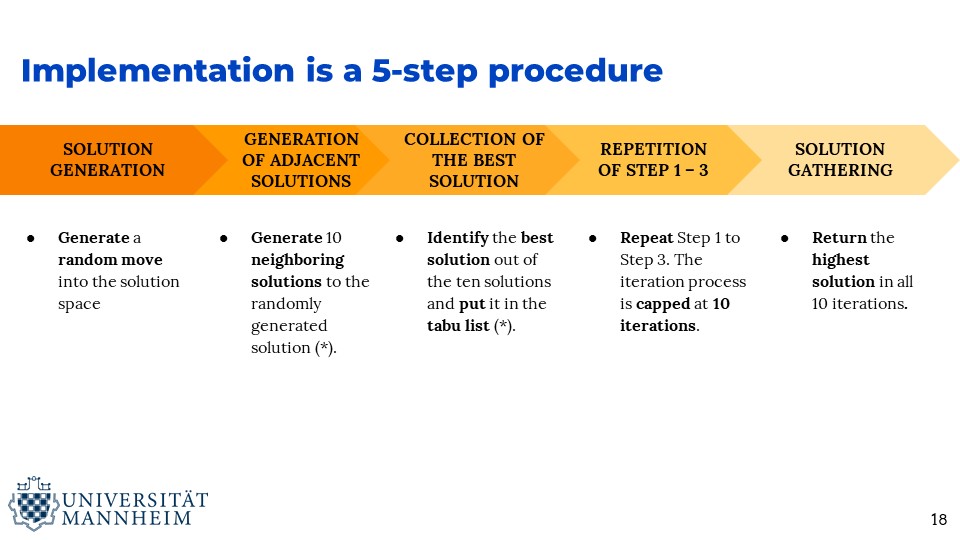 Implementation is a 5-step procedure
SOLUTION
GENERATION
GENERATION
OF ADJACENT
SOLUTIONS
COLLECTION OF
THE BEST
SOLUTION
REPETITION
OF STEP 1 – 3
SOLUTION
GATHERING
● Generate a
random move
into the solution
space
● Generate 10
neighboring
solutions to the
randomly
generated
solution (*).
● Identify the best
solution out of
the ten solutions
and put it in the
tabu list (*).
● Repeat Step 1 to
Step 3. The
iteration process
is capped at 10
iterations.
● Return the
highest
solution in all
10 iterations.
UNIVERSITÄT
MANNHEIM
18